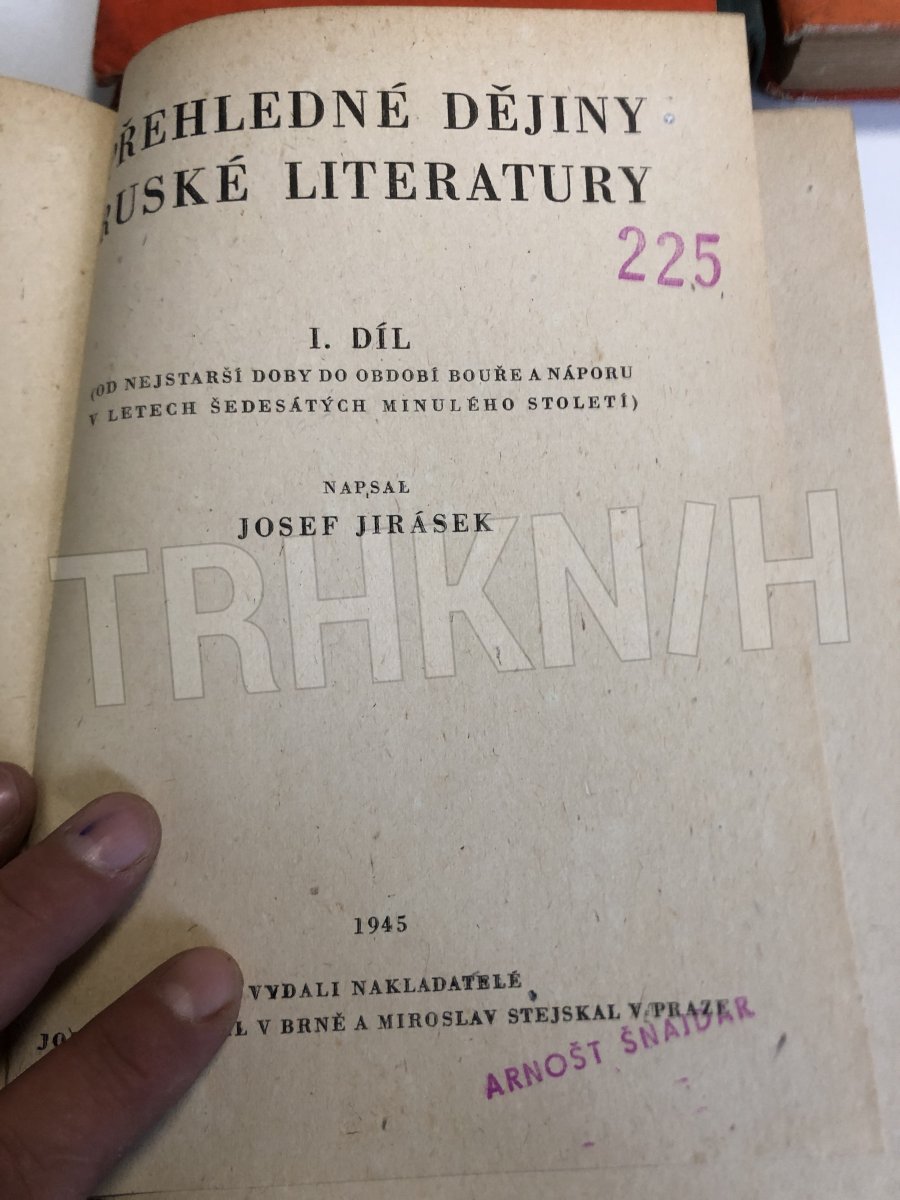 PŘEHLEDNÉ DĚJINY
RUSKÉ LITERATURY
225
I. DÍL
(OD NEJSTARŠÍ DOBY DO OBDOBÍ BOUŘE A NÁPORU
V LETECH ŠEDESÁTÝCH MINULÉHO STOLETÍ)
NAPSAL
JOSEF JIRÁSEK
TRHKNIH
1945
VYDALI NAKLADATELÉ
V BRNĚ A MIROSLAV STEJSKAL V PRAZE
ARNOŠT ŠNAJDAR